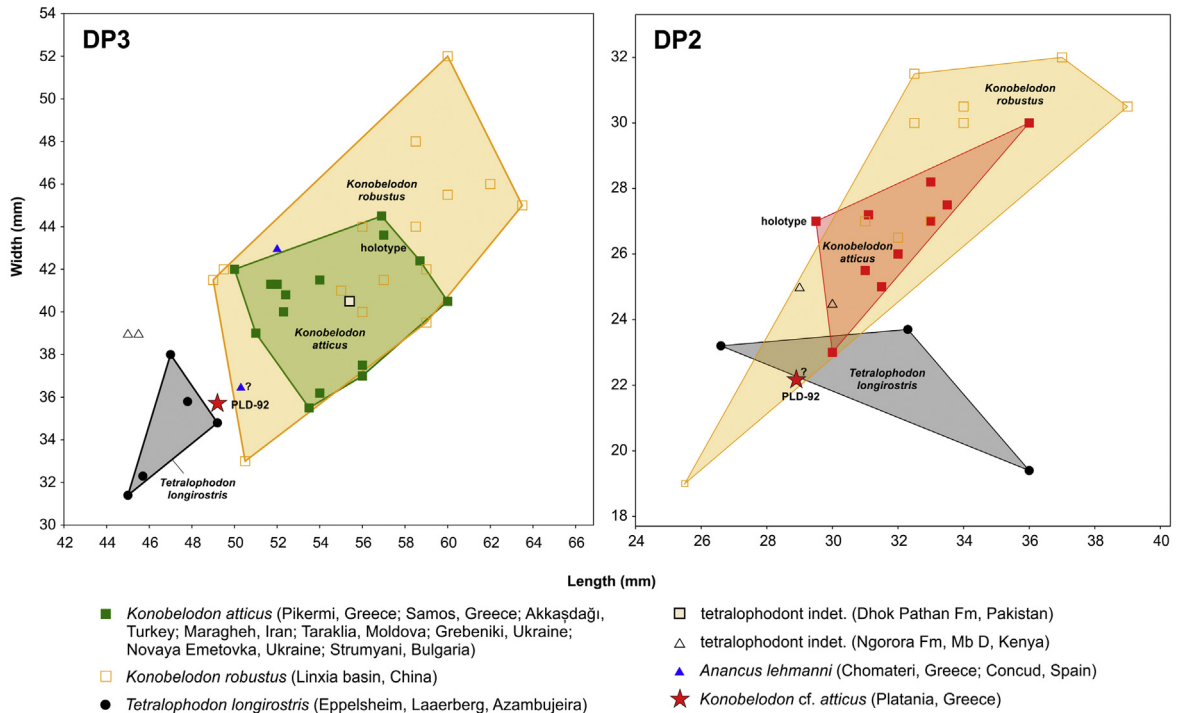 DP3
54
52
50
48
46
44
42
40
38
36
34
32
30
Width (mm)
42
44
46
48
50
52
54
56
58
60
62
64
66
Konobelodon
robustus
holotype
Konobelodon
atticus
?
PLD-92
Tetralophodon
longirostris
DP2
32
30
28
26
24
22
20
18
24
26
28
30
32
34
36
38
40
Konobelodon
robustus
holotype
Konobelodon
atticus
Tetralophodon
longirostris
?
PLD-92
Length (mm)
Konobelodon atticus (Pikermi, Greece; Samos, Greece; Akkaşdağı,
Turkey; Maragheh, Iran; Taraklia, Moldova; Grebeniki, Ukraine;
Novaya Emetovka, Ukraine; Strumyani, Bulgaria)
Konobelodon robustus (Linxia basin, China)
Tetralophodon longirostris (Eppelsheim, Laaerberg, Azambujeira)
tetralophodont indet. (Dhok Pathan Fm, Pakistan)
tetralophodont indet. (Ngorora Fm, Mb D, Kenya)
Anancus lehmanni (Chomateri, Greece; Concud, Spain)
Konobelodon cf. atticus (Platania, Greece)